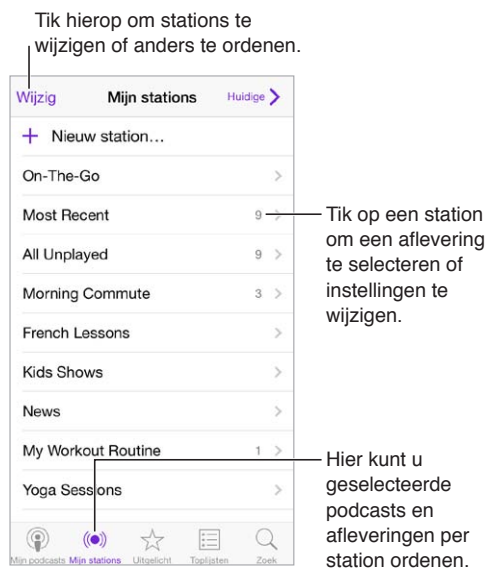 Tik hierop om stations te
wijzigen of anders te ordenen.
Wijzig Mijn stations Huidige
+ Nieuw station…
On-The-Go
Most Recent 9
All Unplayed 9
Morning Commute 3
French Lessons
Kids Shows
News
My Workout Routine 1
Yoga Sessions
Mijn podcasts Mijn stations Uitgelicht Toplijsten Zoek
Tik op een station
om een aflevering
te selecteren of
instellingen te
wijzigen.
Hier kunt u
geselecteerde
podcasts en
afleveringen per
station ordenen.